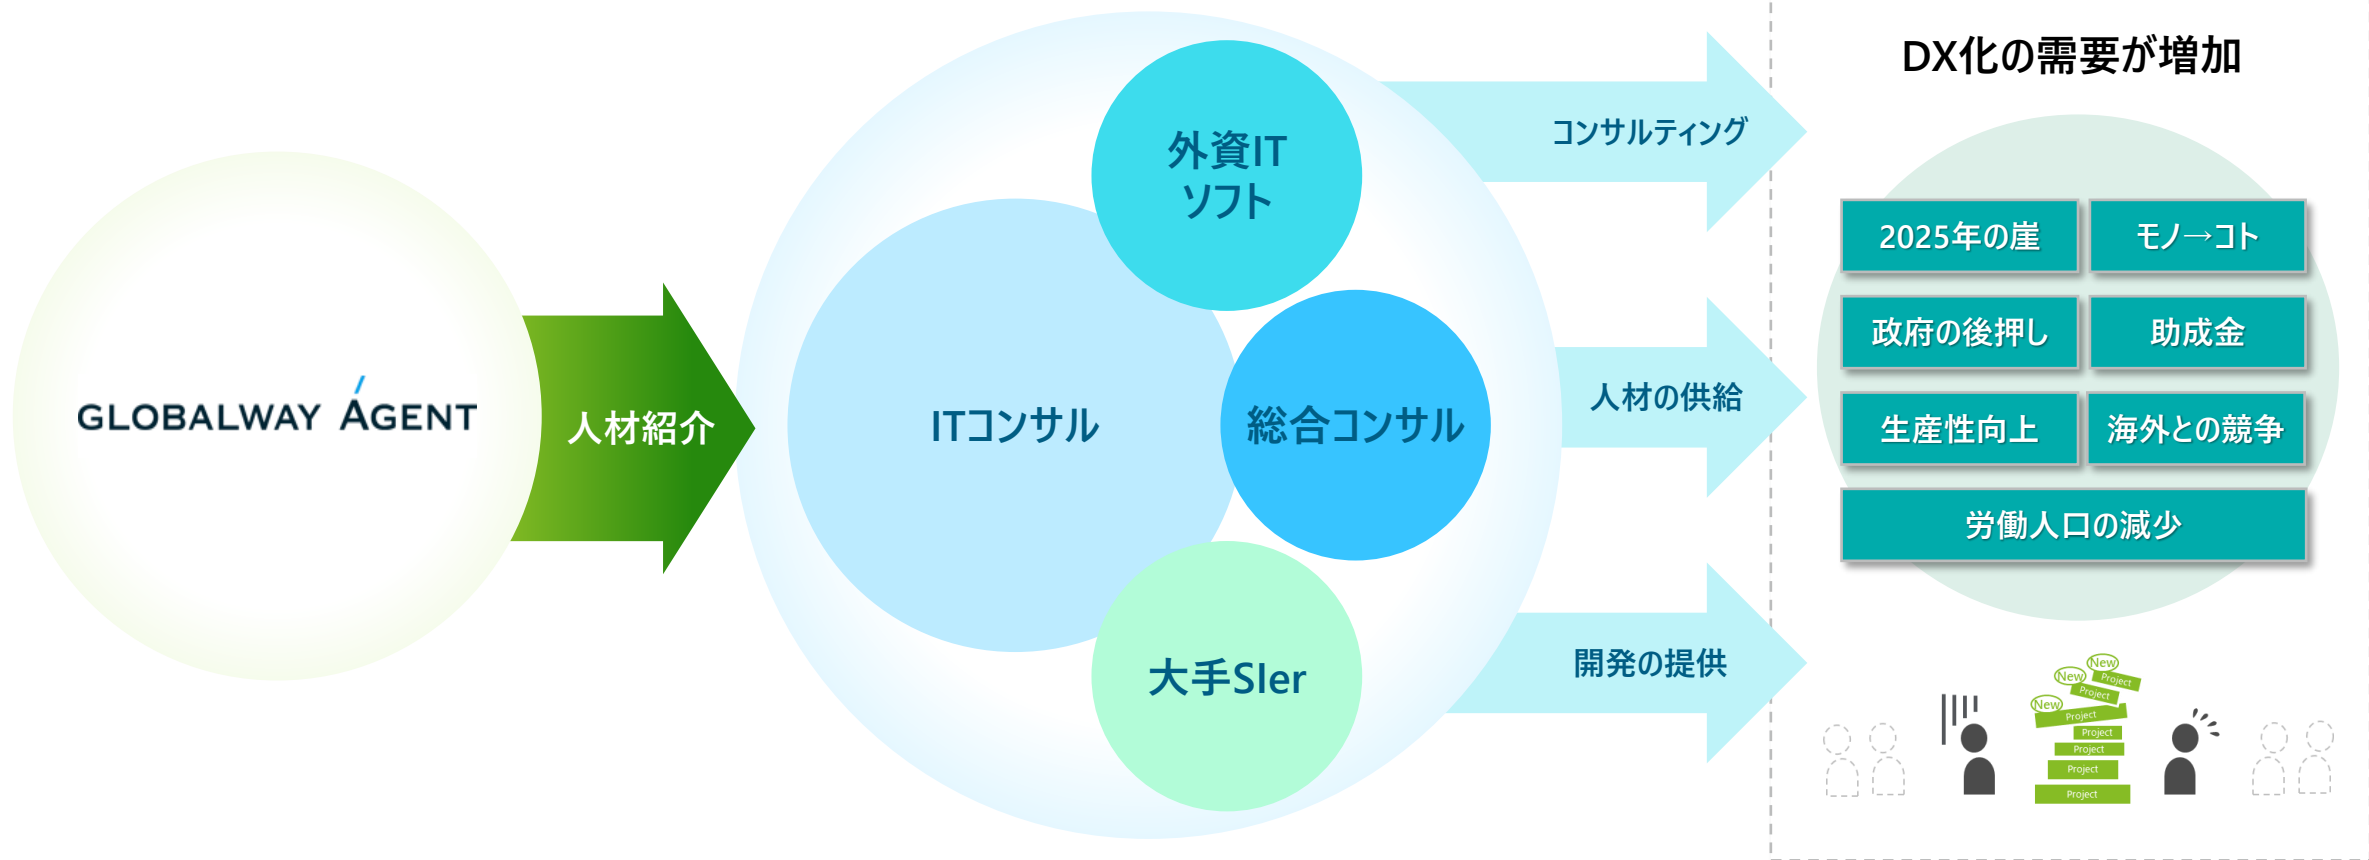 GLOBALWAY AGENT
人材紹介
外資IT
ソフト
ITコンサル
総合コンサル
大手SIer
コンサルティング
人材の供給
開発の提供
DX化の需要が増加
2025年の崖
モノ→コト
政府の後押し
助成金
生産性向上
海外との競争
労働人口の減少
New
Project
New
Project
New
Project
Project
Project
Project
Project